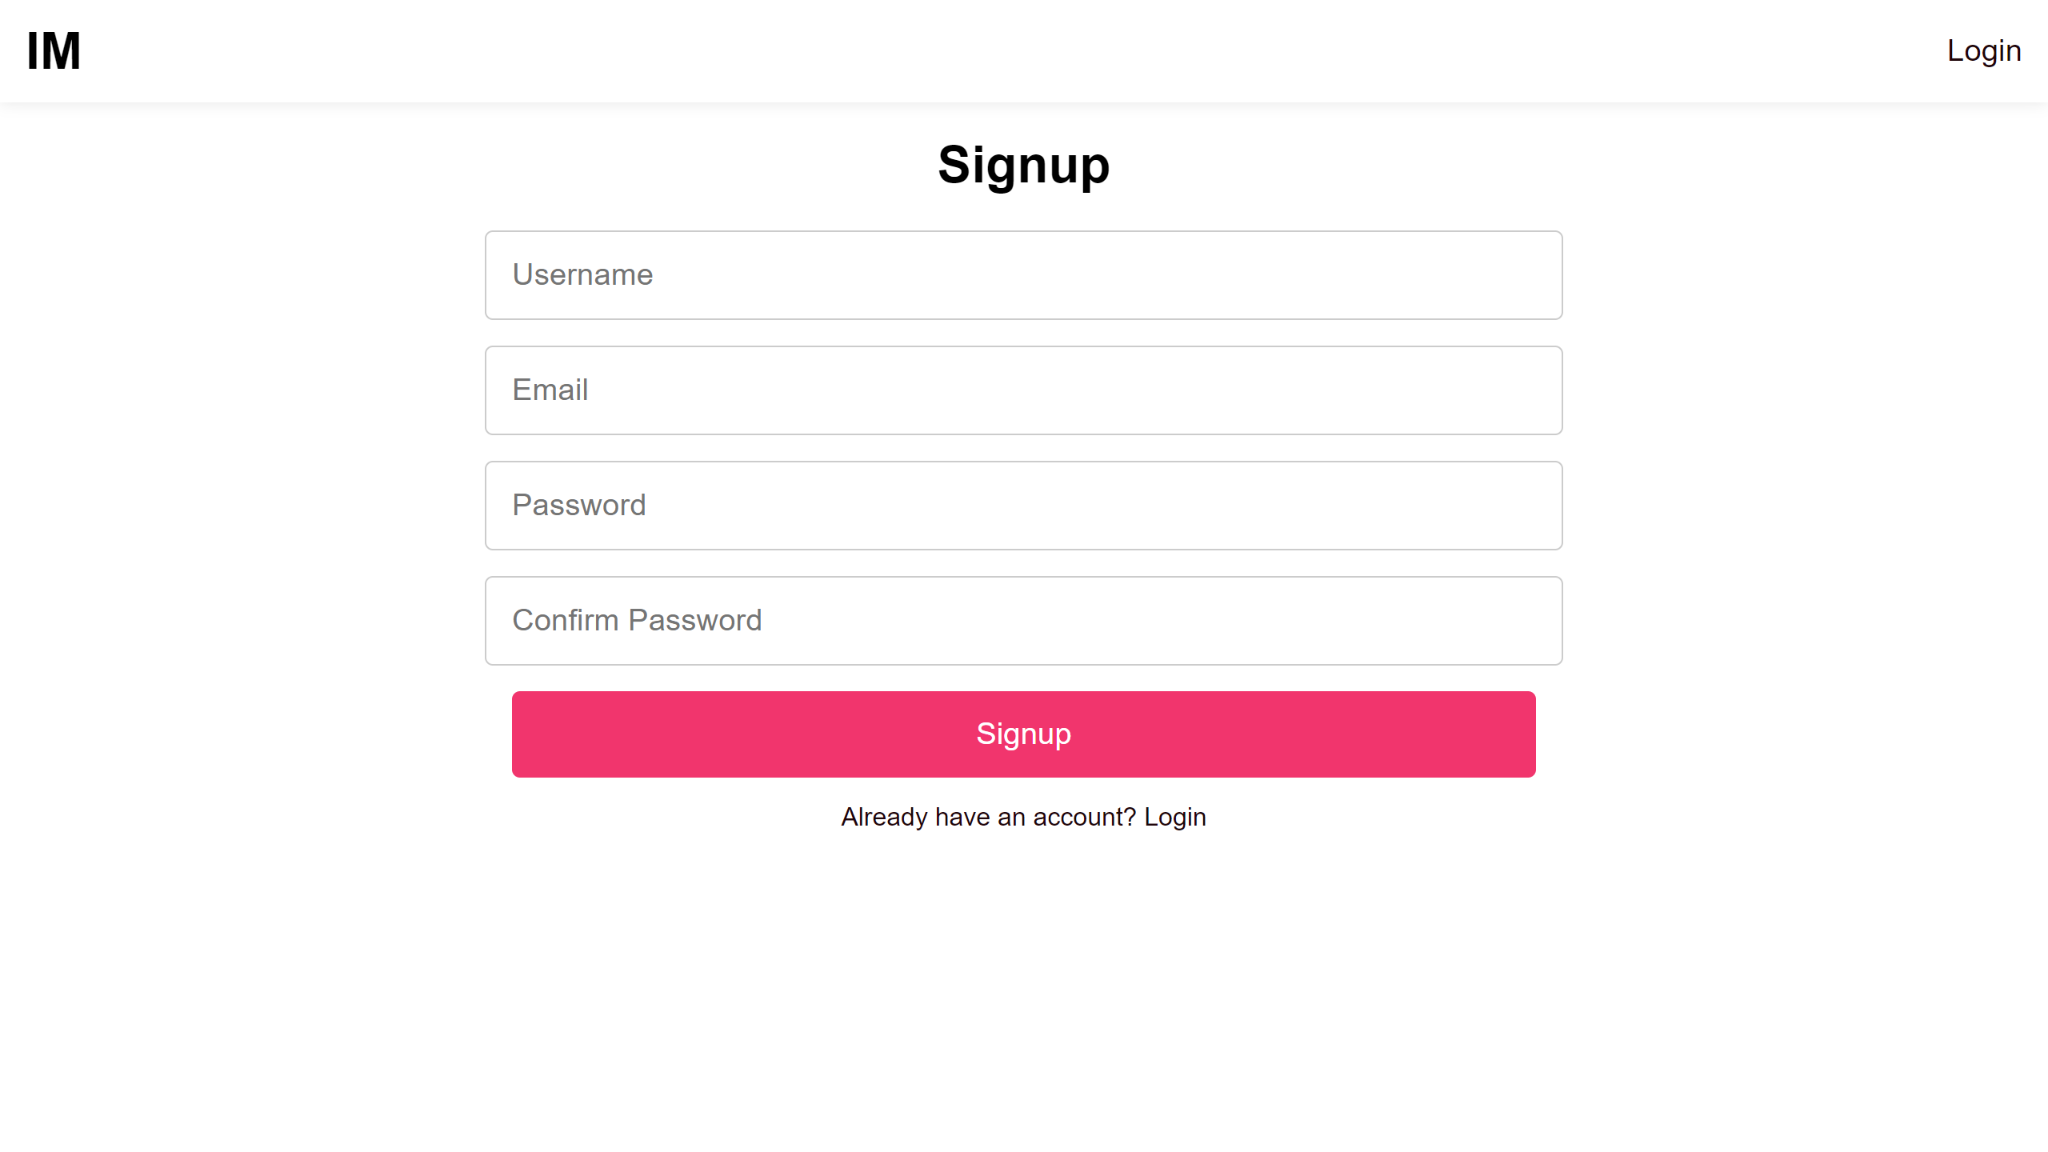 IM
Login
Signup
Username
Email
Password
Confirm Password
Signup
Already have an account? Login